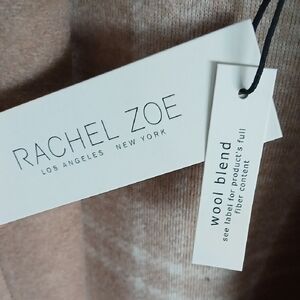 RACHEL ZOE
LOS ANGELES NEW YORK
wool blend
see label for product's full
fiber content